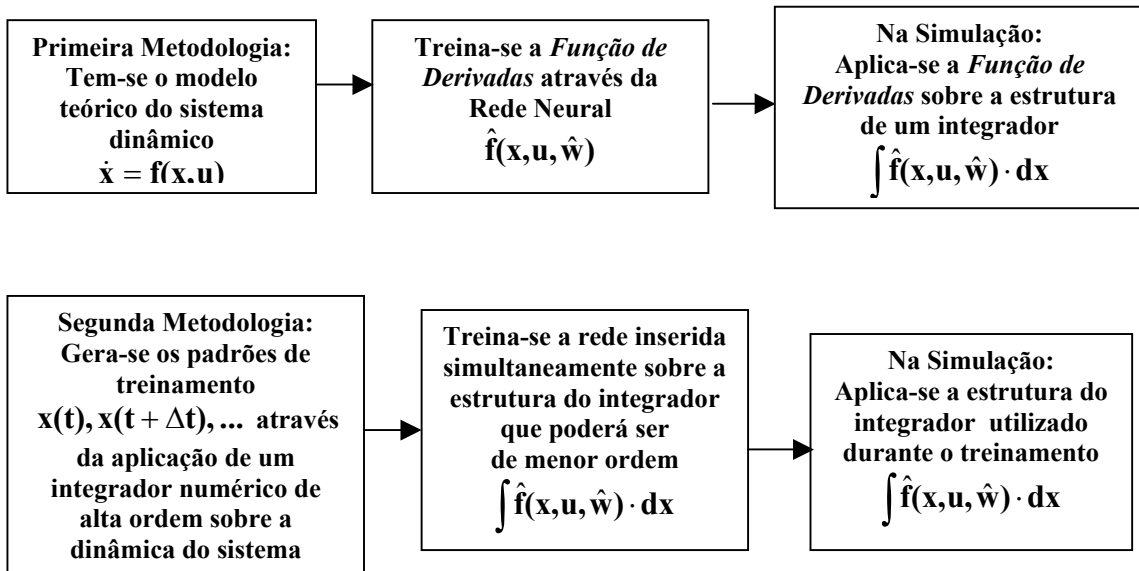 Primeira Metodologia:
Tem-se o modelo
teórico do sistema
dinâmico
ẋ = f(x,u)
Treina-se a Função de
Derivadas através da
Rede Neural
f̂(x,u,ŵ)
Na Simulação:
Aplica-se a Função de
Derivadas sobre a estrutura
de um integrador
∫ f̂(x,u,ŵ) · dx
Segunda Metodologia:
Gera-se os padrões de
treinamento
x(t), x(t + Δt), ... através
da aplicação de um
integrador numérico de
alta ordem sobre a
dinâmica do sistema
Treina-se a rede inserida
simultaneamente sobre a
estrutura do integrador
que poderá ser
de menor ordem
∫ f̂(x,u,ŵ) · dx
Na Simulação:
Aplica-se a estrutura do
integrador utilizado
durante o treinamento
∫ f̂(x,u,ŵ) · dx